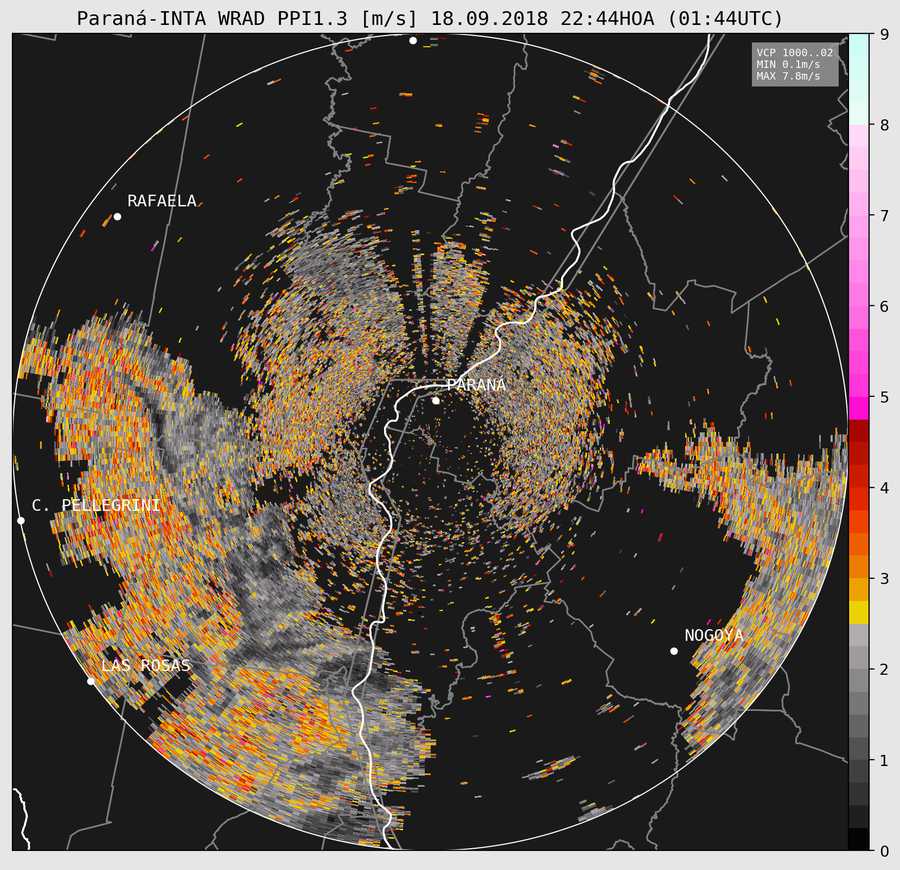 Paraná-INTA WRAD PPI1.3 [m/s] 18.09.2018 22:44HOA (01:44UTC)
VCP 1000..02
MIN 0.1m/s
MAX 7.8m/s
9
8
7
6
5
4
3
2
1
0
RAFAELA
PARANA
C. PELLEGRINI
NOGOYA
LAS ROSAS